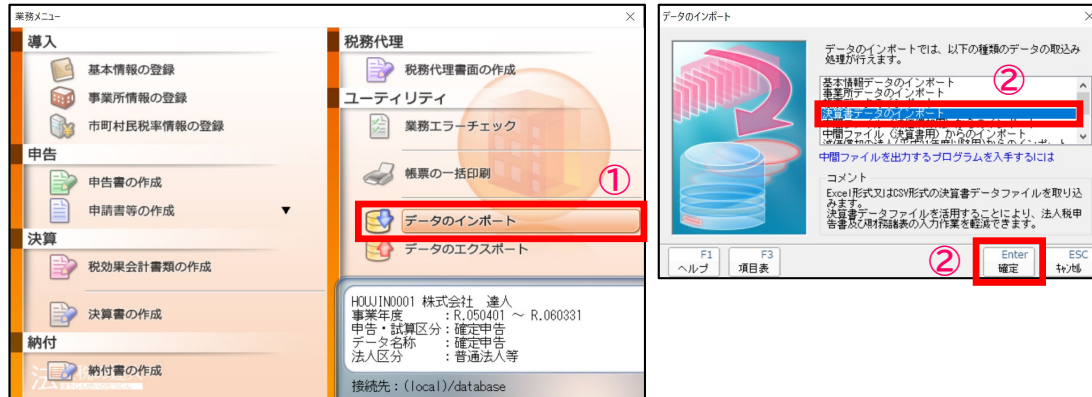 業務メニュー
×
導入
基本情報の登録
事業所情報の登録
市町村民税率情報の登録
申告
申告書の作成
申請書等の作成
▼
決算
税効果会計書類の作成
決算書の作成
納付
納付書の作成
税務代理
税務代理書面の作成
ユーティリティ
業務エラーチェック
帳票の一括印刷
①
データのインポート
データのエクスポート
HOUJIN0001 株式会社 達人
事業年度 :R.050401 ~ R.060331
申告・試算区分:確定申告
データ名称 :確定申告
法人区分 :普通法人等
接続先:(local)/database
データのインポート
データのインポートでは、以下の種類のデータの取込み
処理が行えます。
②
基本情報データのインポート
事業所データのインポート
決算書データのインポート
中間ファイル(決算書用)からのインポート
中間ファイルを出力するプログラムを入手するには
コメント
Excel形式又はCSV形式の決算書データファイルを取り込
みます。
決算書データファイルを活用することにより、法人税申
告書及び財務諸表の入力作業を軽減できます。
F1
ヘルプ
F3
項目表
②
Enter
確定
ESC
キャンセル